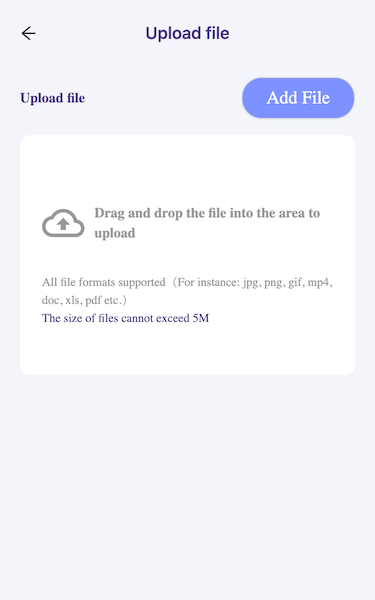 Upload file
Upload file
Add File
Drag and drop the file into the area to
upload
All file formats supported（For instance: jpg, png, gif, mp4,
doc, xls, pdf etc.）
The size of files cannot exceed 5M